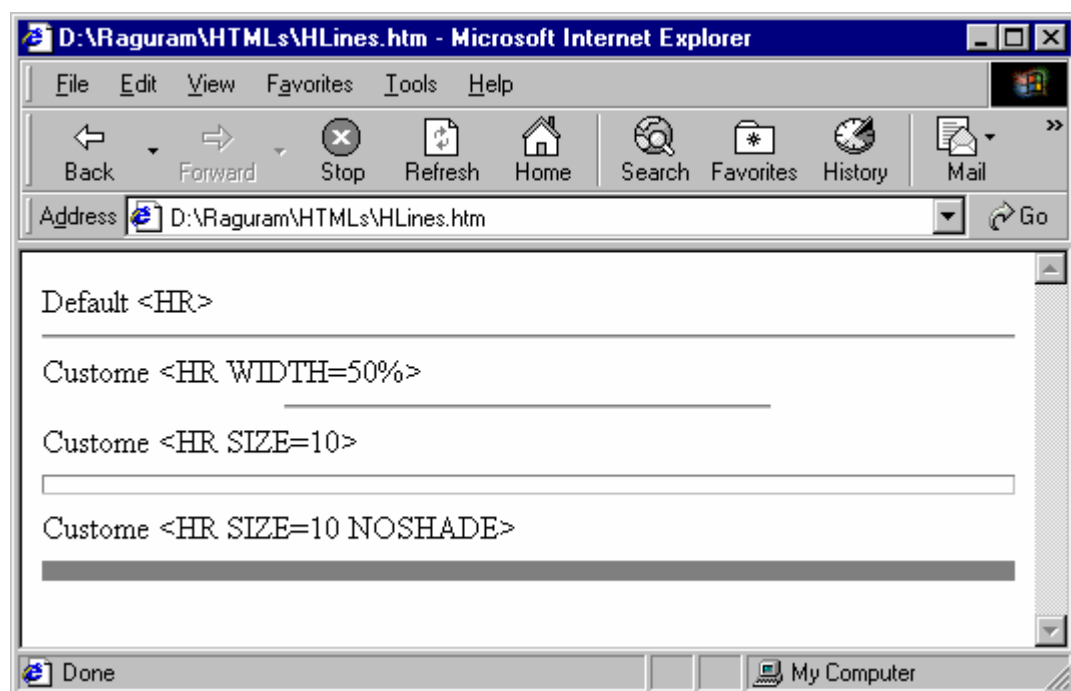 D:\Raguram\HTMLs\HLines.htm - Microsoft Internet Explorer
File Edit View Favorites Tools Help
Back Forward Stop Refresh Home Search Favorites History Mail »
Address D:\Raguram\HTMLs\HLines.htm Go
Default <HR>
Custome <HR WIDTH=50%>
Custome <HR SIZE=10>
Custome <HR SIZE=10 NOSHADE>
Done My Computer